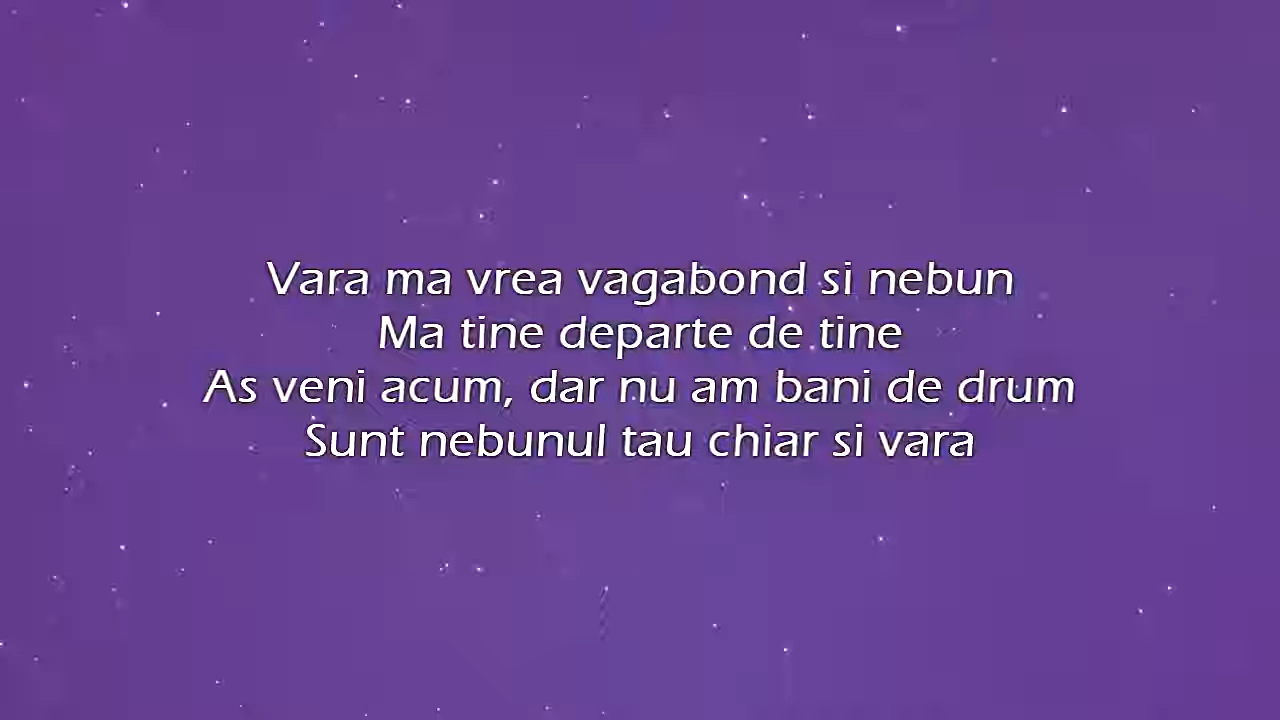 Vara ma vrea vagabond si nebun
Ma tine departe de tine
As veni acum, dar nu am bani de drum
Sunt nebunul tau chiar si vara